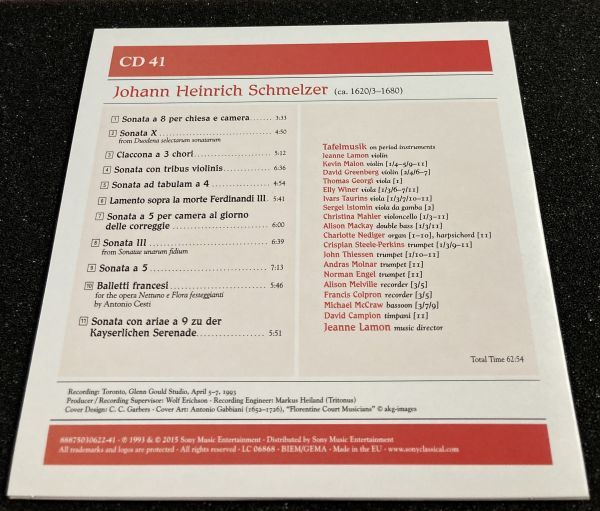 CD 41
Johann Heinrich Schmelzer (ca. 1620/3–1680)
1 Sonata a 8 per chiesa e camera 3:33
2 Sonata X 4:50
from Duodena selectarum sonatarum
3 Ciaccona a 3 chori 5:12
4 Sonata con tribus violinis 6:36
5 Sonata ad tabulam a 4 4:54
6 Lamento sopra la morte Ferdinandi III 5:41
7 Sonata a 5 per camera al giorno
delle correggie 6:00
8 Sonata III 6:39
from Sonatae unarum fidium
9 Sonata a 5 7:13
10 Balletti francesi 5:46
for the opera Nettuno e Flora festeggianti
by Antonio Cesti
11 Sonata con ariae a 9 zu der
Kayserlichen Serenade 5:51
Tafelmusik on period instruments
Jeanne Lamon violin
Kevin Malon violin [1/4–5/9–11]
David Greenberg violin [2/4/6–7]
Thomas Georgi viola [1]
Elly Winer viola [1/3/6–7/11]
Ivars Taurins viola [1/3/7/10–11]
Sergei Istomin viola da gamba [2]
Christina Mahler violoncello [1/3–11]
Alison Mackay double bass [1/3/11]
Charlotte Nediger organ [1–10], harpsichord [11]
Crispian Steele-Perkins trumpet [1/3/9–11]
John Thiessen trumpet [1/10–11]
Andras Molnar trumpet [11]
Norman Engel trumpet [11]
Alison Melville recorder [3/5]
Francis Colpron recorder [3/5]
Michael McCraw bassoon [3/7/9]
David Campion timpani [11]
Jeanne Lamon music director
Total Time 62:54
Recording: Toronto, Glenn Gould Studio, April 5–7, 1993
Producer / Recording Supervisor: Wolf Erichson · Recording Engineer: Markus Heiland (Tritonus)
Cover Design: C. C. Garbers · Cover Art: Antonio Gabbiani (1652–1726), "Florentine Court Musicians" © akg-images
88875030622-41 · ℗ 1993 & © 2015 Sony Music Entertainment · Distributed by Sony Music Entertainment
All trademarks and logos are protected · All rights reserved · LC 06868 · BIEM/GEMA · Made in the EU · www.sonyclassical.com